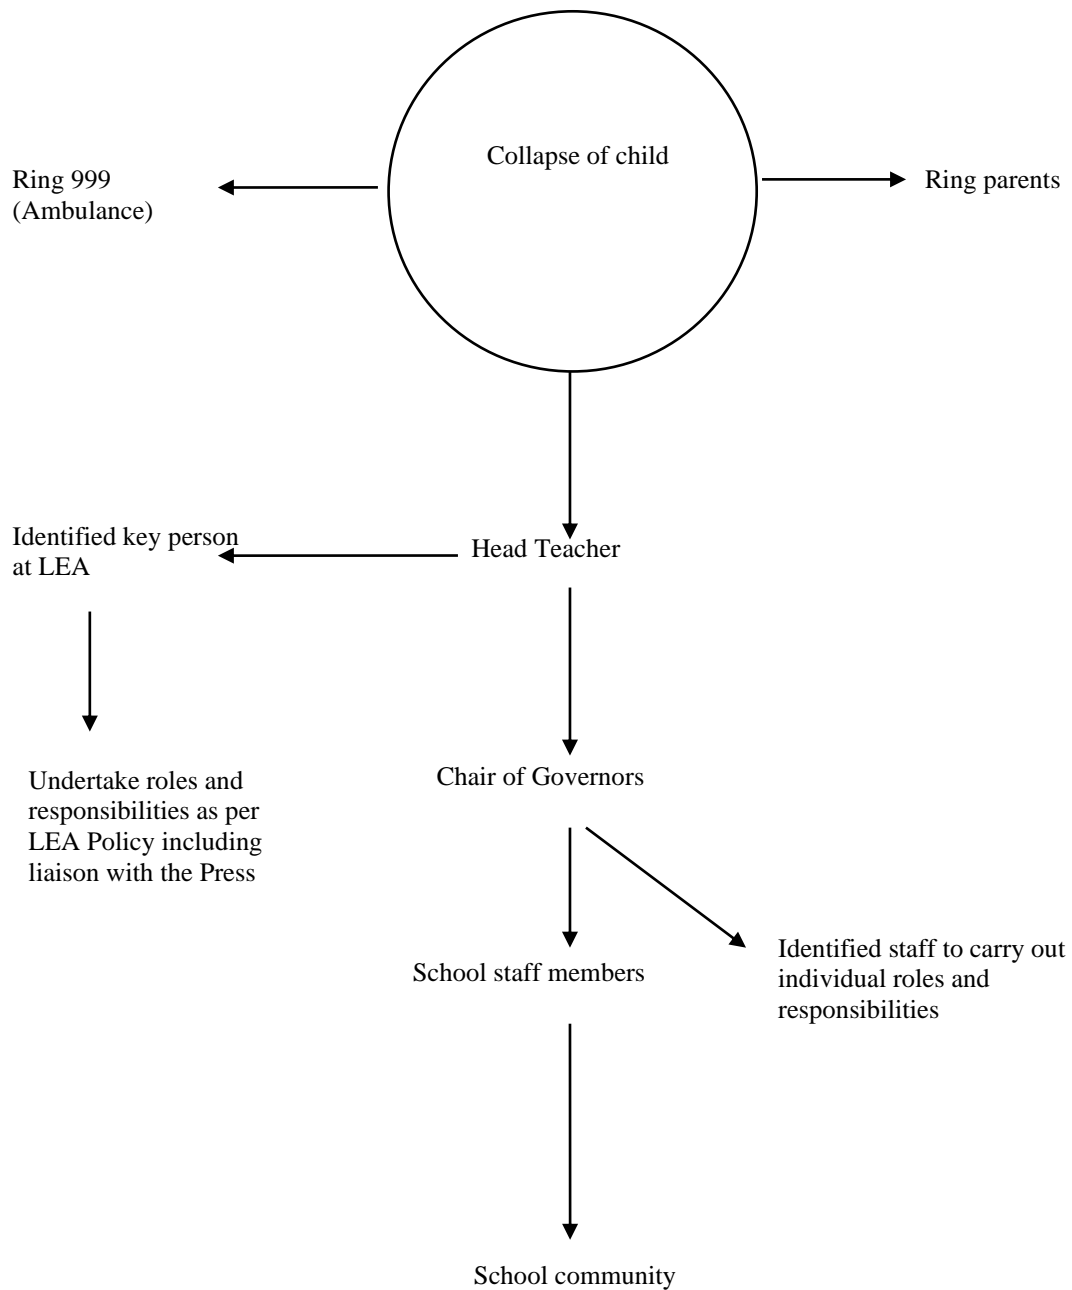 Collapse of child
Ring 999
(Ambulance)
Ring parents
Identified key person
at LEA
Head Teacher
Undertake roles and
responsibilities as per
LEA Policy including
liaison with the Press
Chair of Governors
School staff members
Identified staff to carry out
individual roles and
responsibilities
School community